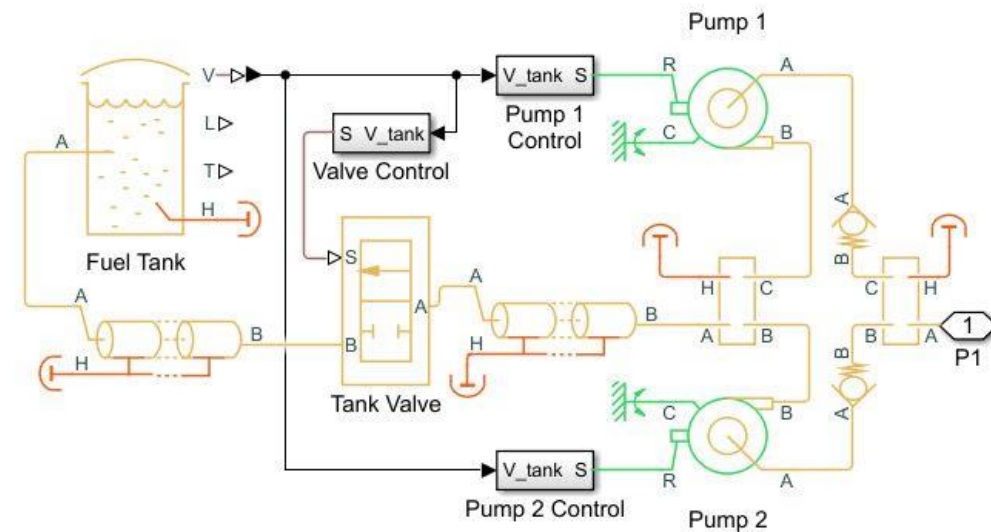 Pump 1
V
V_tank S
R
A
Pump 1
Control
C
B
A
L
S V_tank
Valve Control
T
H
Fuel Tank
S
A
A
B
A
H
C
C
H
A
B
B
A
B
A
B
B
A
1
P1
H
H
Tank Valve
B
C
B
A
V_tank S
R
A
Pump 2 Control
Pump 2